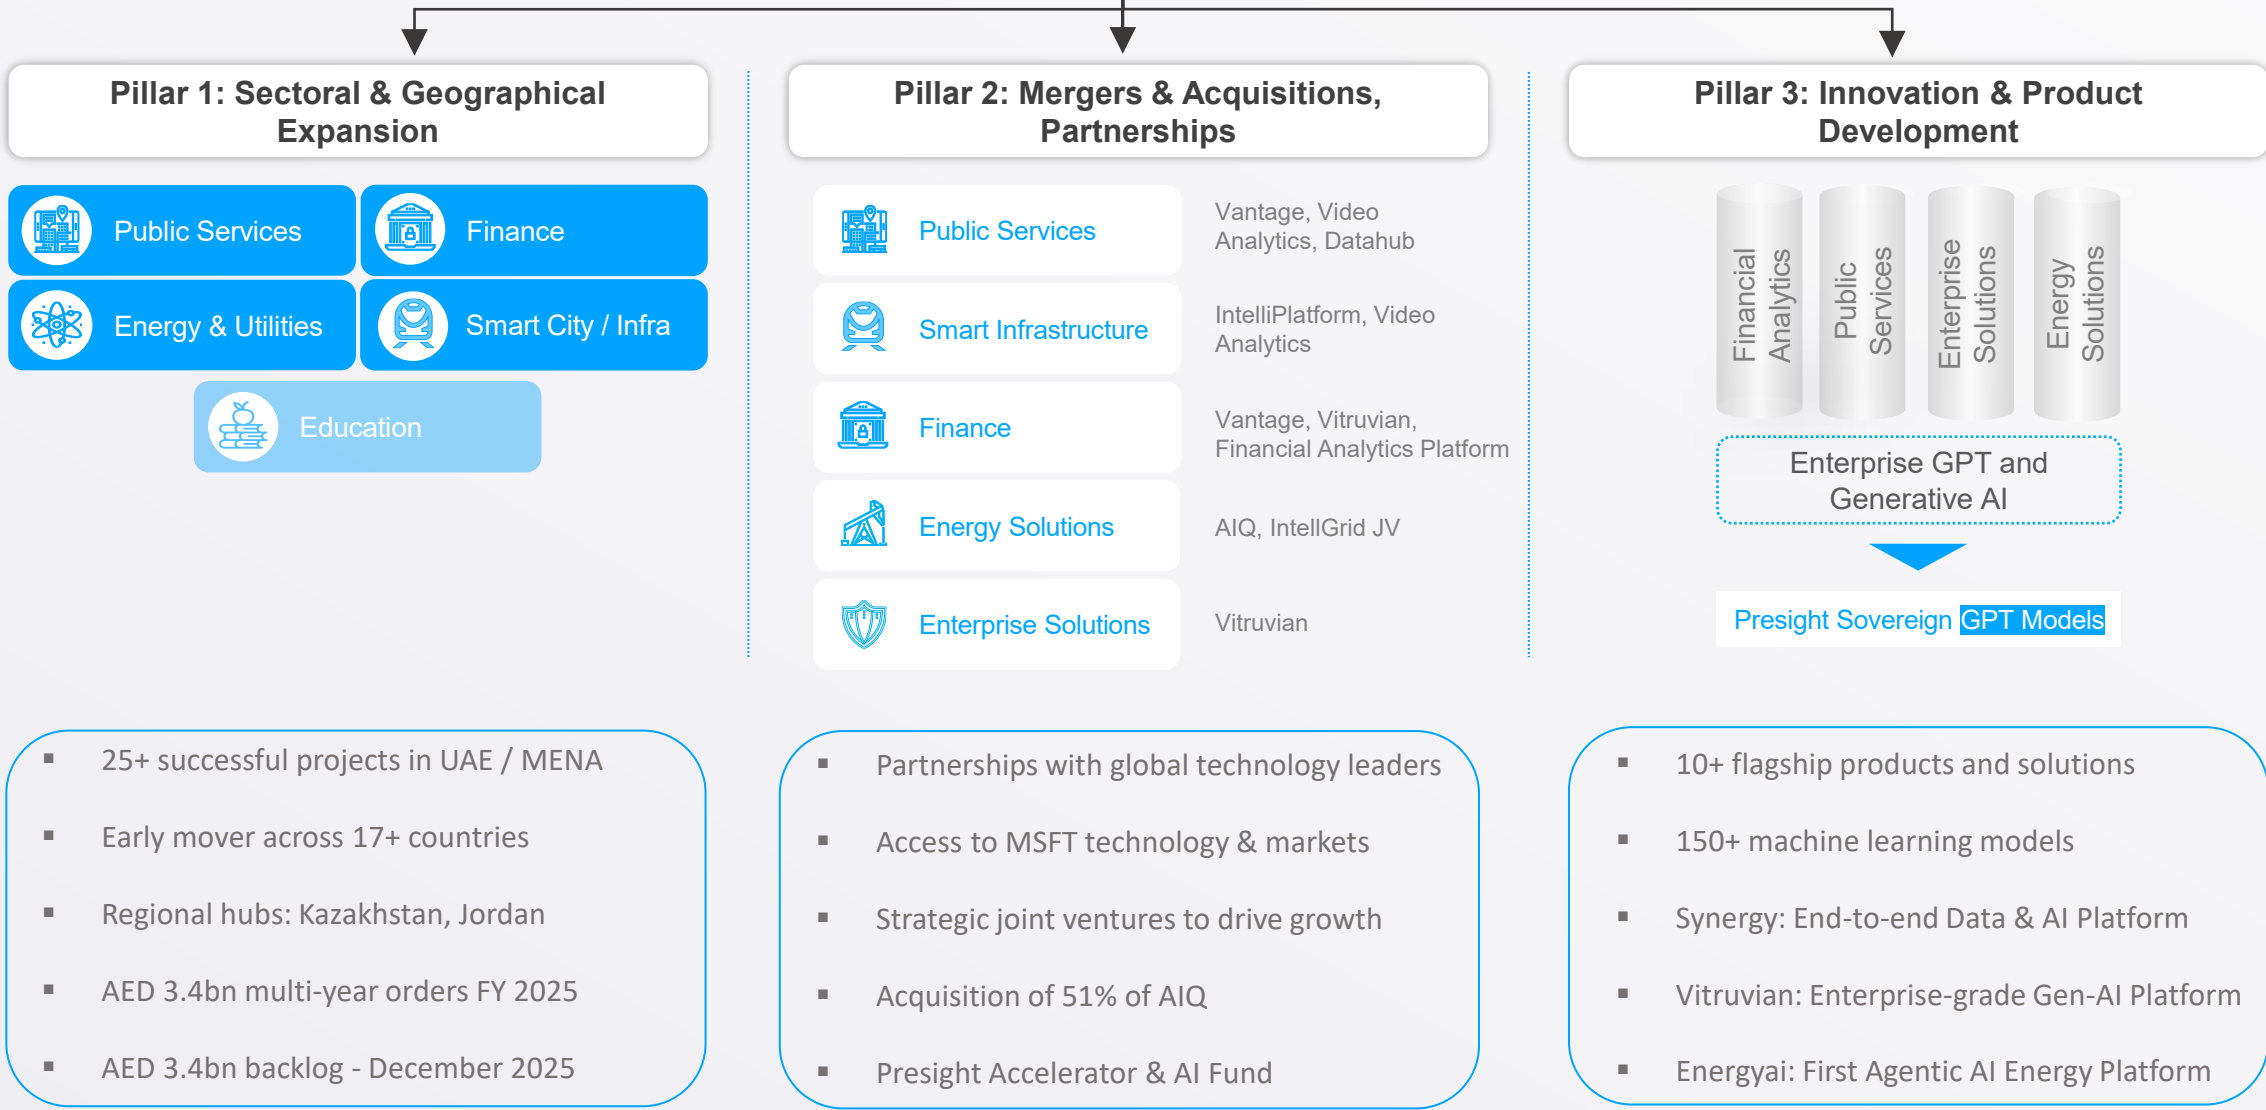 Pillar 1: Sectoral & Geographical
Expansion
Public Services
Finance
Energy & Utilities
Smart City / Infra
Education
25+ successful projects in UAE / MENA
Early mover across 17+ countries
Regional hubs: Kazakhstan, Jordan
AED 3.4bn multi-year orders FY 2025
AED 3.4bn backlog - December 2025
Pillar 2: Mergers & Acquisitions,
Partnerships
Public Services
Vantage, Video
Analytics, Datahub
Smart Infrastructure
IntelliPlatform, Video
Analytics
Finance
Vantage, Vitruvian,
Financial Analytics Platform
Energy Solutions
AIQ, IntellGrid JV
Enterprise Solutions
Vitruvian
Partnerships with global technology leaders
Access to MSFT technology & markets
Strategic joint ventures to drive growth
Acquisition of 51% of AIQ
Presight Accelerator & AI Fund
Pillar 3: Innovation & Product
Development
Financial
Analytics
Public
Services
Enterprise
Solutions
Energy
Solutions
Enterprise GPT and
Generative AI
Presight Sovereign GPT Models
10+ flagship products and solutions
150+ machine learning models
Synergy: End-to-end Data & AI Platform
Vitruvian: Enterprise-grade Gen-AI Platform
Energyai: First Agentic AI Energy Platform